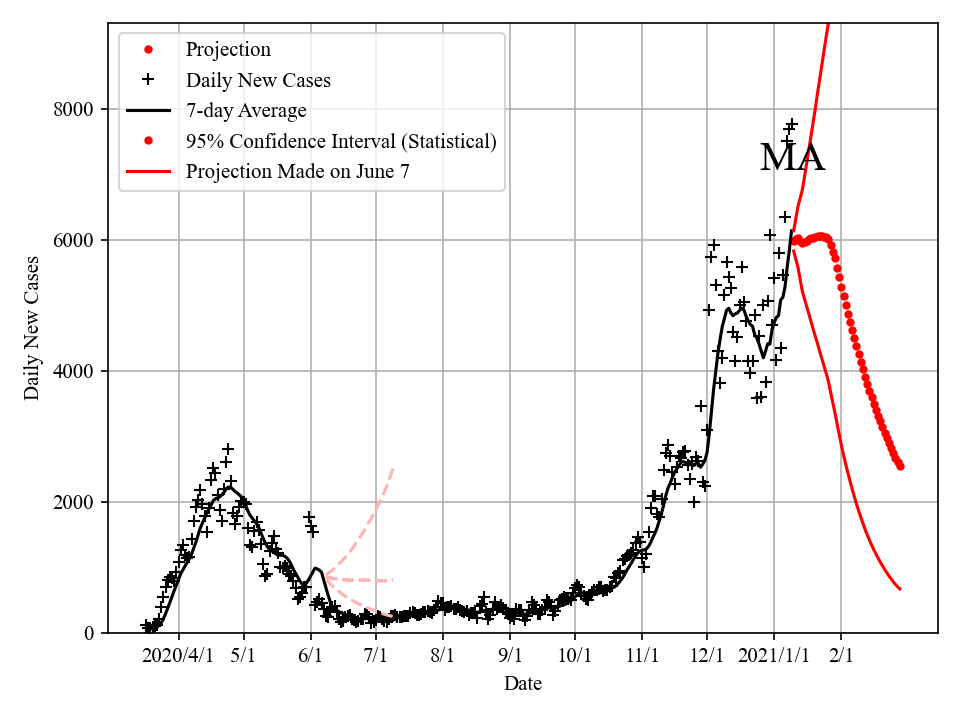 Projection
Daily New Cases
7-day Average
95% Confidence Interval (Statistical)
Projection Made on June 7
MA
Daily New Cases
8000
6000
4000
2000
0
2020/4/1 5/1 6/1 7/1 8/1 9/1 10/1 11/1 12/1 2021/1/1 2/1
Date